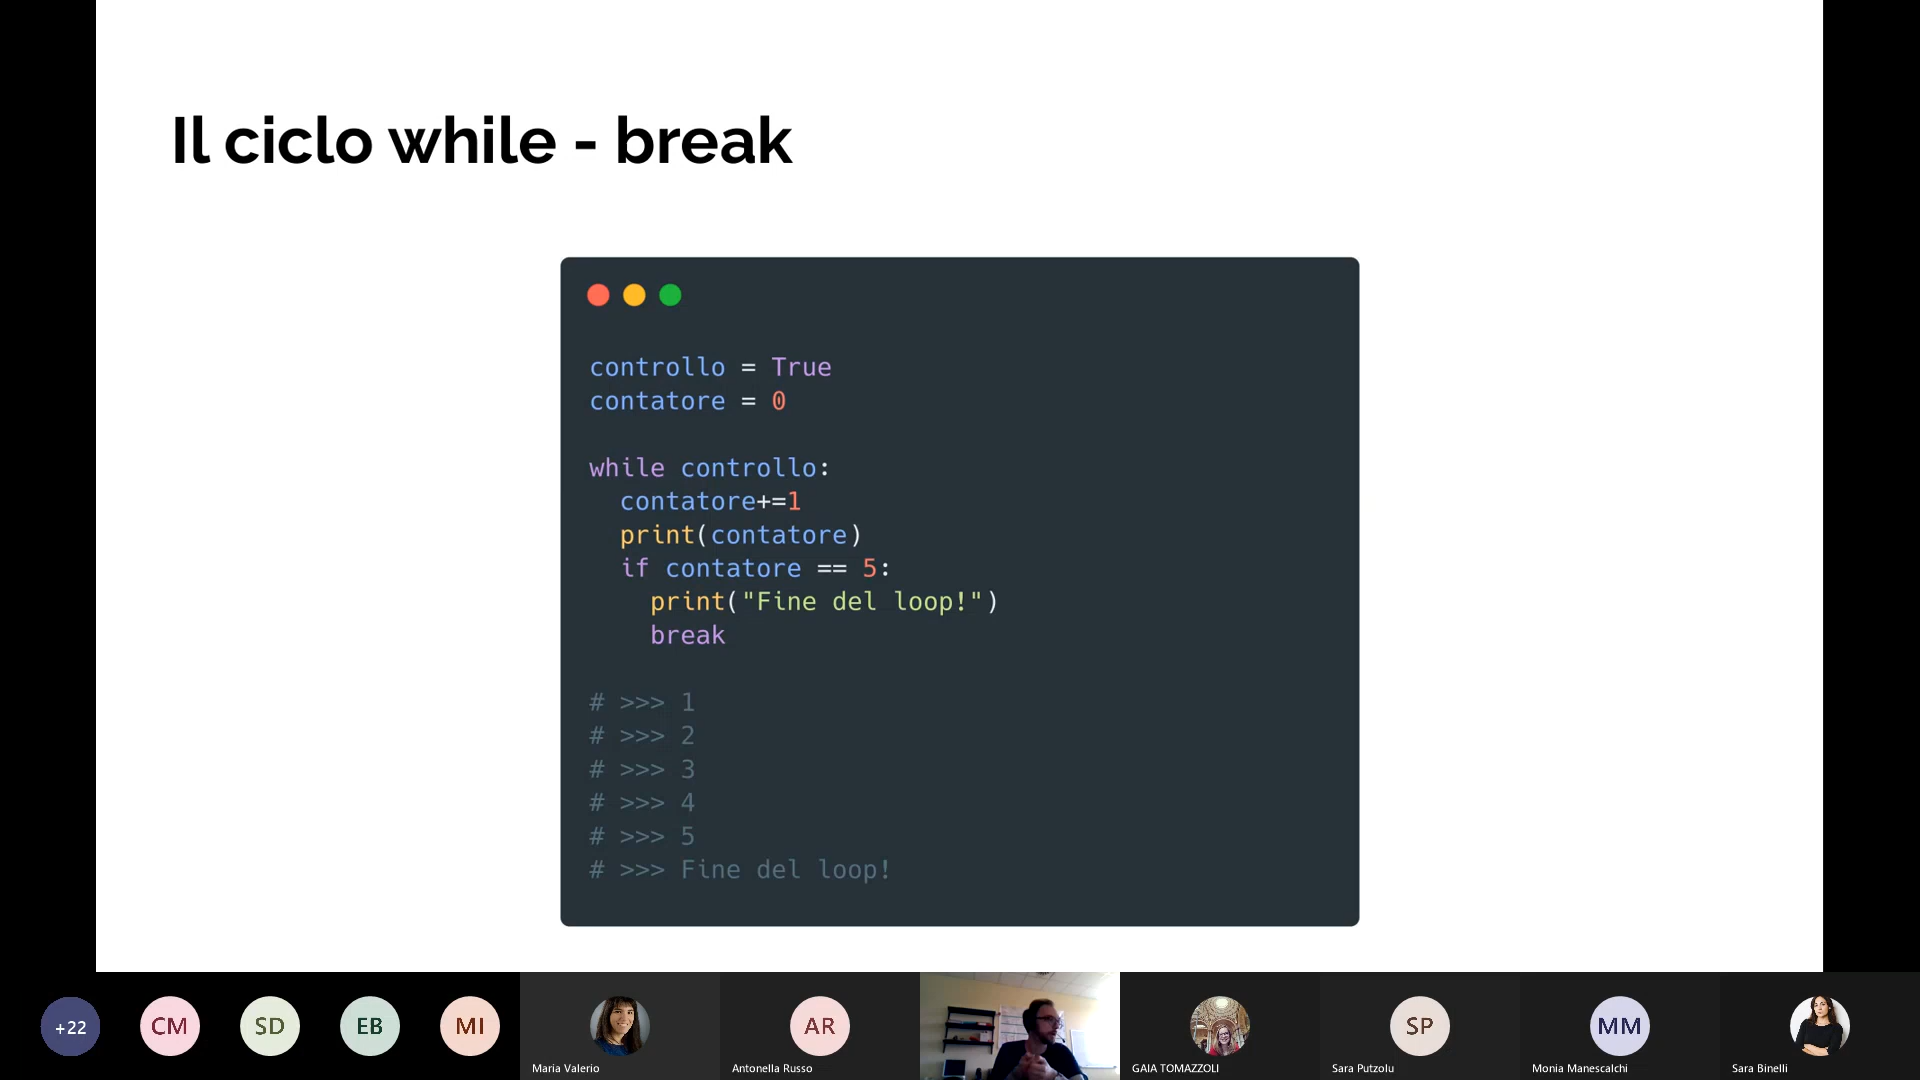 Il ciclo while - break
controllo = True
contatore = 0
while controllo:
  contatore+=1
  print(contatore)
  if contatore == 5:
    print("Fine del loop!")
    break
# >>> 1
# >>> 2
# >>> 3
# >>> 4
# >>> 5
# >>> Fine del loop!
+22
CM
SD
EB
MI
Maria Valerio
AR
Antonella Russo
GAIA TOMAZZOLI
SP
Sara Putzolu
MM
Monia Manescalchi
Sara Binelli